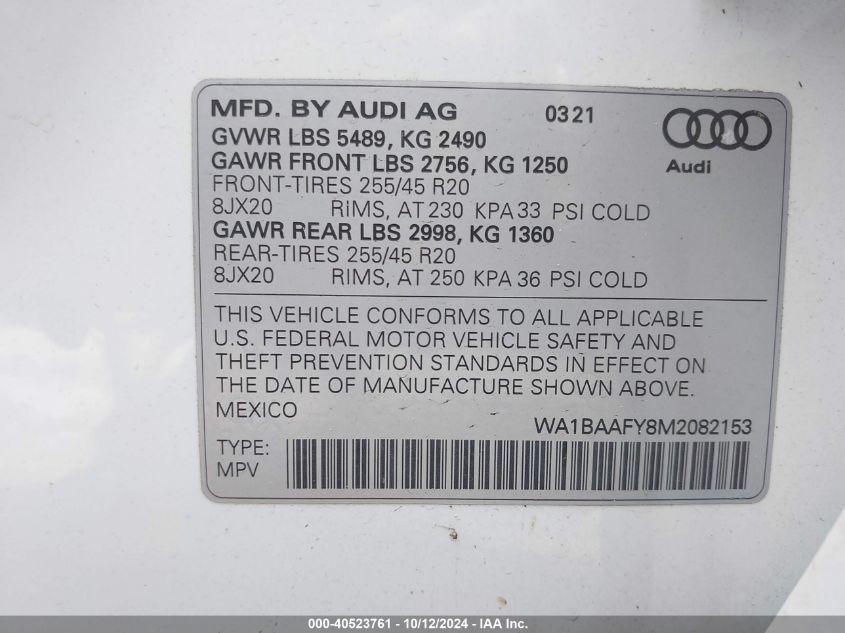 MFD. BY AUDI AG 0321
GVWR LBS 5489, KG 2490
GAWR FRONT LBS 2756, KG 1250
Audi
FRONT-TIRES 255/45 R20
8JX20 RIMS, AT 230 KPA 33 PSI COLD
GAWR REAR LBS 2998, KG 1360
REAR-TIRES 255/45 R20
8JX20 RIMS, AT 250 KPA 36 PSI COLD
THIS VEHICLE CONFORMS TO ALL APPLICABLE
U.S. FEDERAL MOTOR VEHICLE SAFETY AND
THEFT PREVENTION STANDARDS IN EFFECT ON
THE DATE OF MANUFACTURE SHOWN ABOVE.
MEXICO
WA1BAAFY8M2082153
TYPE:
MPV
000-40523761 - 10/12/2024 - IAA Inc.